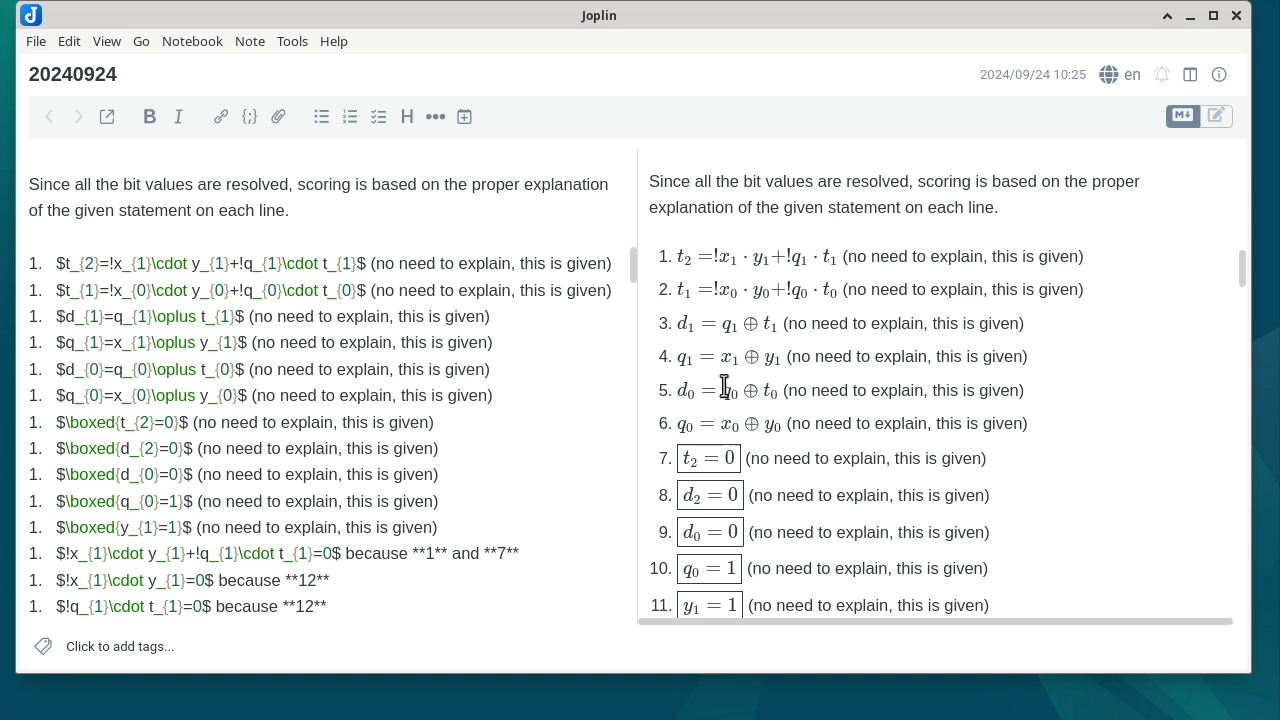 Joplin
File Edit View Go Notebook Note Tools Help
20240924
2024/09/24 10:25 en
Since all the bit values are resolved, scoring is based on the proper explanation
of the given statement on each line.
1. $t_{2}=!x_{1}\cdot y_{1}+!q_{1}\cdot t_{1}$ (no need to explain, this is given)
1. $t_{1}=!x_{0}\cdot y_{0}+!q_{0}\cdot t_{0}$ (no need to explain, this is given)
1. $d_{1}=q_{1}\oplus t_{1}$ (no need to explain, this is given)
1. $q_{1}=x_{1}\oplus y_{1}$ (no need to explain, this is given)
1. $d_{0}=q_{0}\oplus t_{0}$ (no need to explain, this is given)
1. $q_{0}=x_{0}\oplus y_{0}$ (no need to explain, this is given)
1. $\boxed{t_{2}=0}$ (no need to explain, this is given)
1. $\boxed{d_{2}=0}$ (no need to explain, this is given)
1. $\boxed{d_{0}=0}$ (no need to explain, this is given)
1. $\boxed{q_{0}=1}$ (no need to explain, this is given)
1. $\boxed{y_{1}=1}$ (no need to explain, this is given)
1. $!x_{1}\cdot y_{1}+!q_{1}\cdot t_{1}=0$ because **1** and **7**
1. $!x_{1}\cdot y_{1}=0$ because **12**
1. $!q_{1}\cdot t_{1}=0$ because **12**
Since all the bit values are resolved, scoring is based on the proper
explanation of the given statement on each line.
1. t₂ =!x₁ · y₁+!q₁ · t₁ (no need to explain, this is given)
2. t₁ =!x₀ · y₀+!q₀ · t₀ (no need to explain, this is given)
3. d₁ = q₁ ⊕ t₁ (no need to explain, this is given)
4. q₁ = x₁ ⊕ y₁ (no need to explain, this is given)
5. d₀ = q₀ ⊕ t₀ (no need to explain, this is given)
6. q₀ = x₀ ⊕ y₀ (no need to explain, this is given)
7. t₂ = 0 (no need to explain, this is given)
8. d₂ = 0 (no need to explain, this is given)
9. d₀ = 0 (no need to explain, this is given)
10. q₀ = 1 (no need to explain, this is given)
11. y₁ = 1 (no need to explain, this is given)
Click to add tags...